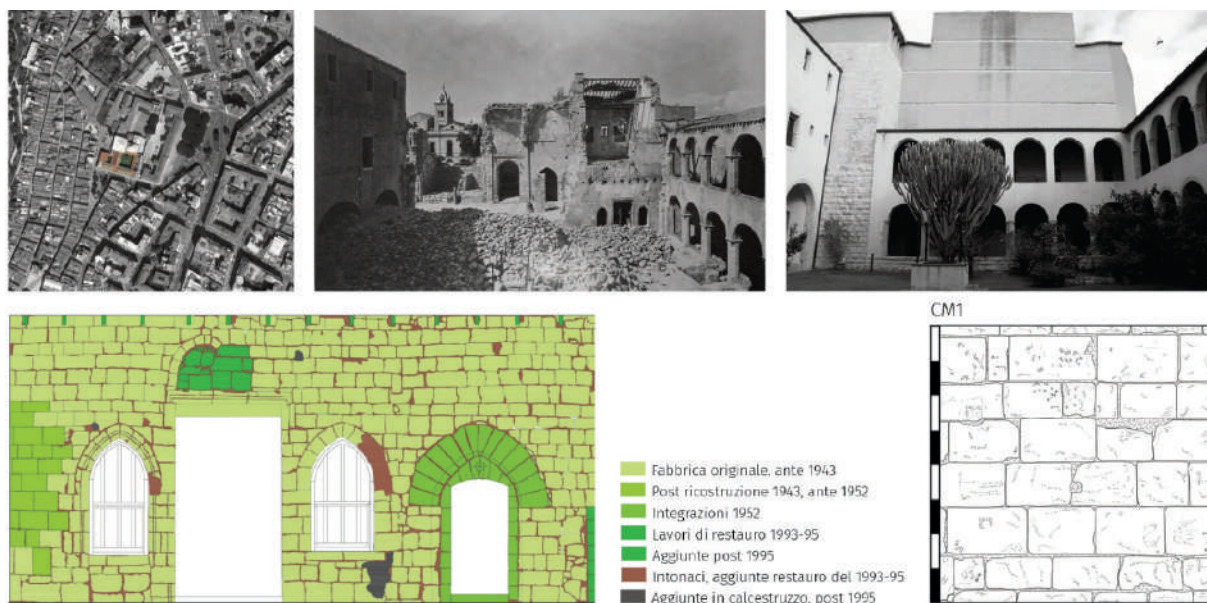 CM1
Fabbrica originale, ante 1943
Post ricostruzione 1943, ante 1952
Integrazioni 1952
Lavori di restauro 1993-95
Aggiunte post 1995
Intonaci, aggiunte restauro del 1993-95
Aggiunte in calcestruzzo, post 1995